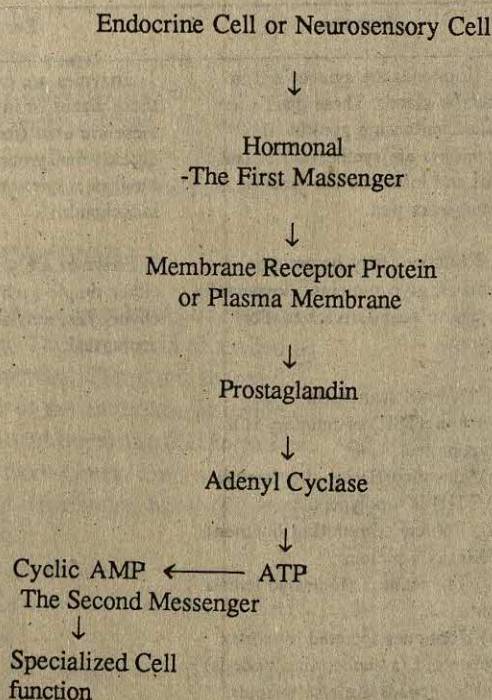 Endocrine Cell or Neurosensory Cell
↓
Hormonal
-The First Massenger
↓
Membrane Receptor Protein
or Plasma Membrane
↓
Prostaglandin
↓
Adenyl Cyclase
↓
Cyclic AMP ← ATP
The Second Messenger
↓
Specialized Cell
function